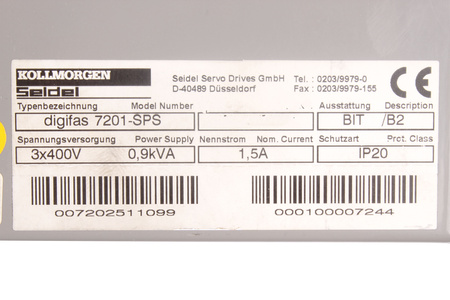 KOLLMORGEN
Seidel
Seidel Servo Drives GmbH Tel. : 0203/9979-0
D-40489 Düsseldorf Fax : 0203/9979-155
CE
Typenbezeichnung Model Number Ausstattung Description
digifas 7201-SPS BIT /B2
Spannungsversorgung Power Supply Nennstrom Nom. Current Schutzart Prot. Class
3x400V 0,9kVA 1,5A IP20
007202511099 000100007244